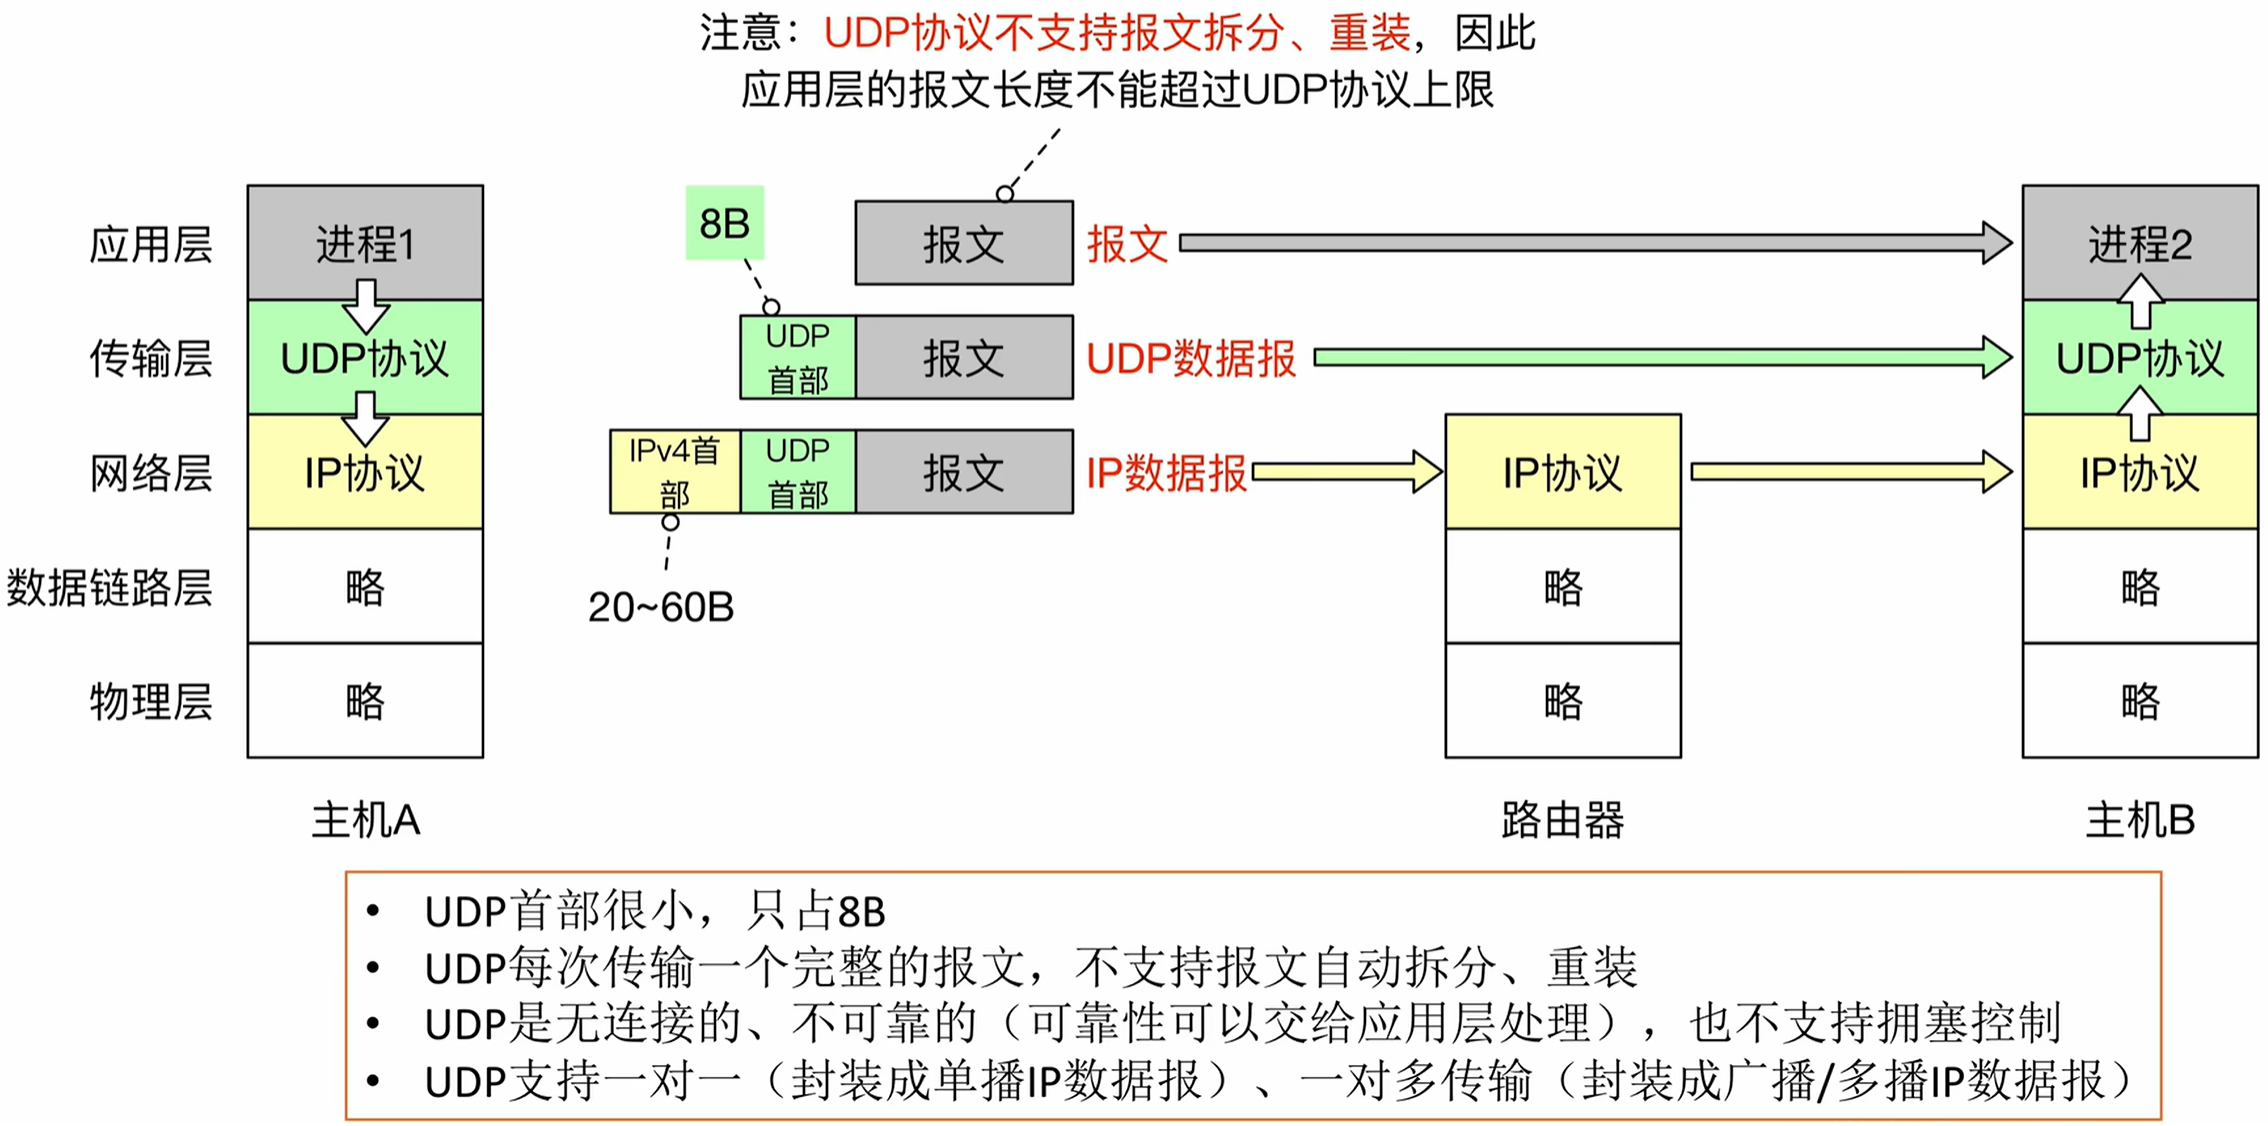 注意：UDP协议不支持报文拆分、重装，因此
应用层的报文长度不能超过UDP协议上限
应用层
进程1
8B
报文
报文
进程2
传输层
UDP协议
UDP
首部
报文
UDP数据报
UDP协议
网络层
IP协议
IPv4首
部
UDP
首部
报文
IP数据报
IP协议
IP协议
20~60B
数据链路层
略
略
略
物理层
略
略
略
主机A
路由器
主机B
• UDP首部很小，只占8B
• UDP每次传输一个完整的报文，不支持报文自动拆分、重装
• UDP是无连接的、不可靠的（可靠性可以交给应用层处理），也不支持拥塞控制
• UDP支持一对一（封装成单播IP数据报）、一对多传输（封装成广播/多播IP数据报）